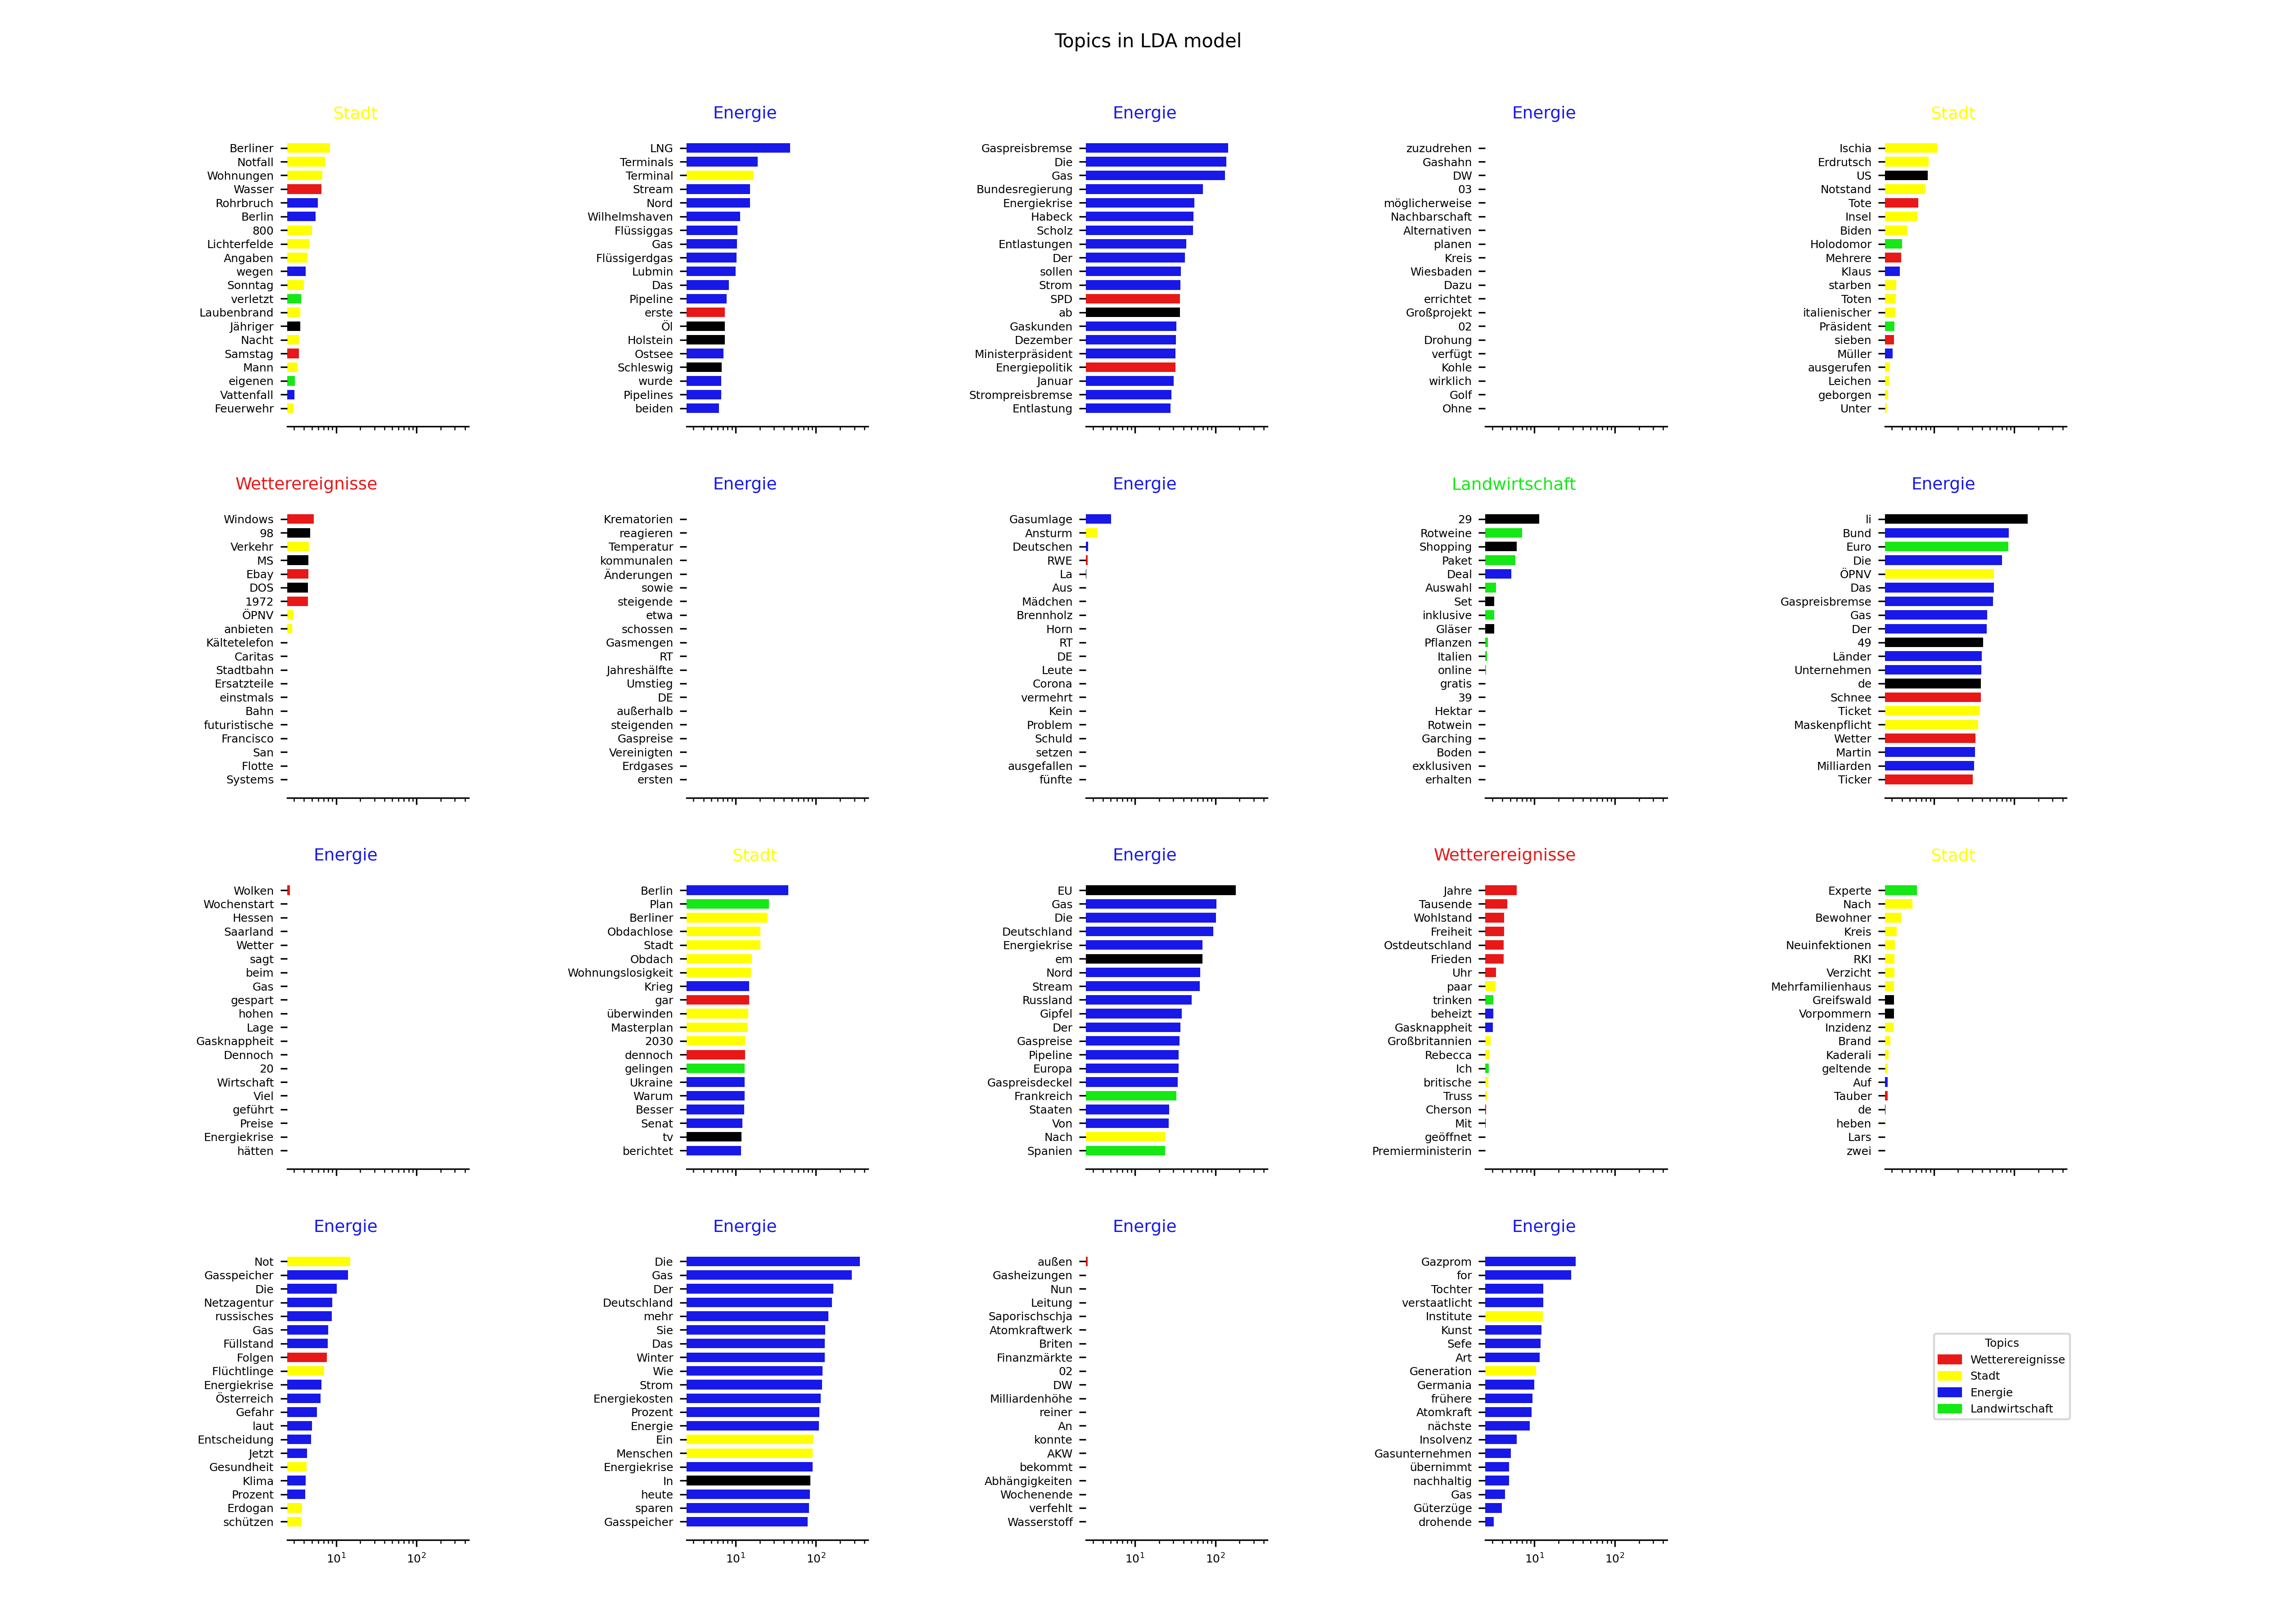 Topics in LDA model
Stadt
Berliner
Notfall
Wohnungen
Wasser
Rohrbruch
Berlin
800
Lichterfelde
Angaben
wegen
Sonntag
verletzt
Laubenbrand
Jähriger
Nacht
Samstag
Mann
eigenen
Vattenfall
Feuerwehr
Energie
LNG
Terminals
Terminal
Stream
Nord
Wilhelmshaven
Flüssiggas
Gas
Flüssigerdgas
Lubmin
Das
Pipeline
erste
Öl
Holstein
Ostsee
Schleswig
wurde
Pipelines
beiden
Energie
Gaspreisbremse
Die
Gas
Bundesregierung
Energiekrise
Habeck
Scholz
Entlastungen
Der
sollen
Strom
SPD
ab
Gaskunden
Dezember
Ministerpräsident
Energiepolitik
Januar
Strompreisbremse
Entlastung
Energie
zuzudrehen
Gashahn
DW
03
möglicherweise
Nachbarschaft
Alternativen
planen
Kreis
Wiesbaden
Dazu
errichtet
Großprojekt
02
Drohung
verfügt
Kohle
wirklich
Golf
Ohne
Stadt
Ischia
Erdrutsch
US
Notstand
Tote
Insel
Biden
Holodomor
Mehrere
Klaus
starben
Toten
italienischer
Präsident
sieben
Müller
ausgerufen
Leichen
geborgen
Unter
Wetterereignisse
Windows
98
Verkehr
MS
Ebay
DOS
1972
ÖPNV
anbieten
Kältetelefon
Caritas
Stadtbahn
Ersatzteile
einstmals
Bahn
futuristische
Francisco
San
Flotte
Systems
Energie
Krematorien
reagieren
Temperatur
kommunalen
Änderungen
sowie
steigende
etwa
schossen
Gasmengen
RT
Jahreshälfte
Umstieg
DE
außerhalb
steigenden
Gaspreise
Vereinigten
Erdgases
ersten
Energie
Gasumlage
Ansturm
Deutschen
RWE
La
Aus
Mädchen
Brennholz
Horn
RT
DE
Leute
Corona
vermehrt
Kein
Problem
Schuld
setzen
ausgefallen
fünfte
Landwirtschaft
29
Rotweine
Shopping
Paket
Deal
Auswahl
Set
inklusive
Gläser
Pflanzen
Italien
online
gratis
39
Hektar
Rotwein
Garching
Boden
exklusiven
erhalten
Energie
li
Bund
Euro
Die
ÖPNV
Das
Gaspreisbremse
Gas
Der
49
Länder
Unternehmen
de
Schnee
Ticket
Maskenpflicht
Wetter
Martin
Milliarden
Ticker
Energie
Wolken
Wochenstart
Hessen
Saarland
Wetter
sagt
beim
Gas
gespart
hohen
Lage
Gasknappheit
Dennoch
20
Wirtschaft
Viel
geführt
Preise
Energiekrise
hätten
Stadt
Berlin
Plan
Berliner
Obdachlose
Stadt
Obdach
Wohnungslosigkeit
Krieg
gar
überwinden
Masterplan
2030
dennoch
gelingen
Ukraine
Warum
Besser
Senat
tv
berichtet
Energie
EU
Gas
Die
Deutschland
Energiekrise
em
Nord
Stream
Russland
Gipfel
Der
Gaspreise
Pipeline
Europa
Gaspreisdeckel
Frankreich
Staaten
Von
Nach
Spanien
Wetterereignisse
Jahre
Tausende
Wohlstand
Freiheit
Ostdeutschland
Frieden
Uhr
paar
trinken
beheizt
Gasknappheit
Großbritannien
Rebecca
Ich
britische
Truss
Cherson
Mit
geöffnet
Premierministerin
Stadt
Experte
Nach
Bewohner
Kreis
Neuinfektionen
RKI
Verzicht
Mehrfamilienhaus
Greifswald
Vorpommern
Inzidenz
Brand
Kaderali
geltende
Auf
Tauber
de
heben
Lars
zwei
Energie
Not
Gasspeicher
Die
Netzagentur
russisches
Gas
Füllstand
Folgen
Flüchtlinge
Energiekrise
Österreich
Gefahr
laut
Entscheidung
Jetzt
Gesundheit
Klima
Prozent
Erdogan
schützen
10¹ 10²
Energie
Die
Gas
Der
Deutschland
mehr
Sie
Das
Winter
Wie
Strom
Energiekosten
Prozent
Energie
Ein
Menschen
Energiekrise
In
heute
sparen
Gasspeicher
10¹ 10²
Energie
außen
Gasheizungen
Nun
Leitung
Saporischschja
Atomkraftwerk
Briten
Finanzmärkte
02
DW
Milliardenhöhe
reiner
An
konnte
AKW
bekommt
Abhängigkeiten
Wochenende
verfehlt
Wasserstoff
10¹ 10²
Energie
Gazprom
for
Tochter
verstaatlicht
Institute
Kunst
Sefe
Art
Generation
Germania
frühere
Atomkraft
nächste
Insolvenz
Gasunternehmen
übernimmt
nachhaltig
Gas
Güterzüge
drohende
10¹ 10²
Topics
Wetterereignisse
Stadt
Energie
Landwirtschaft